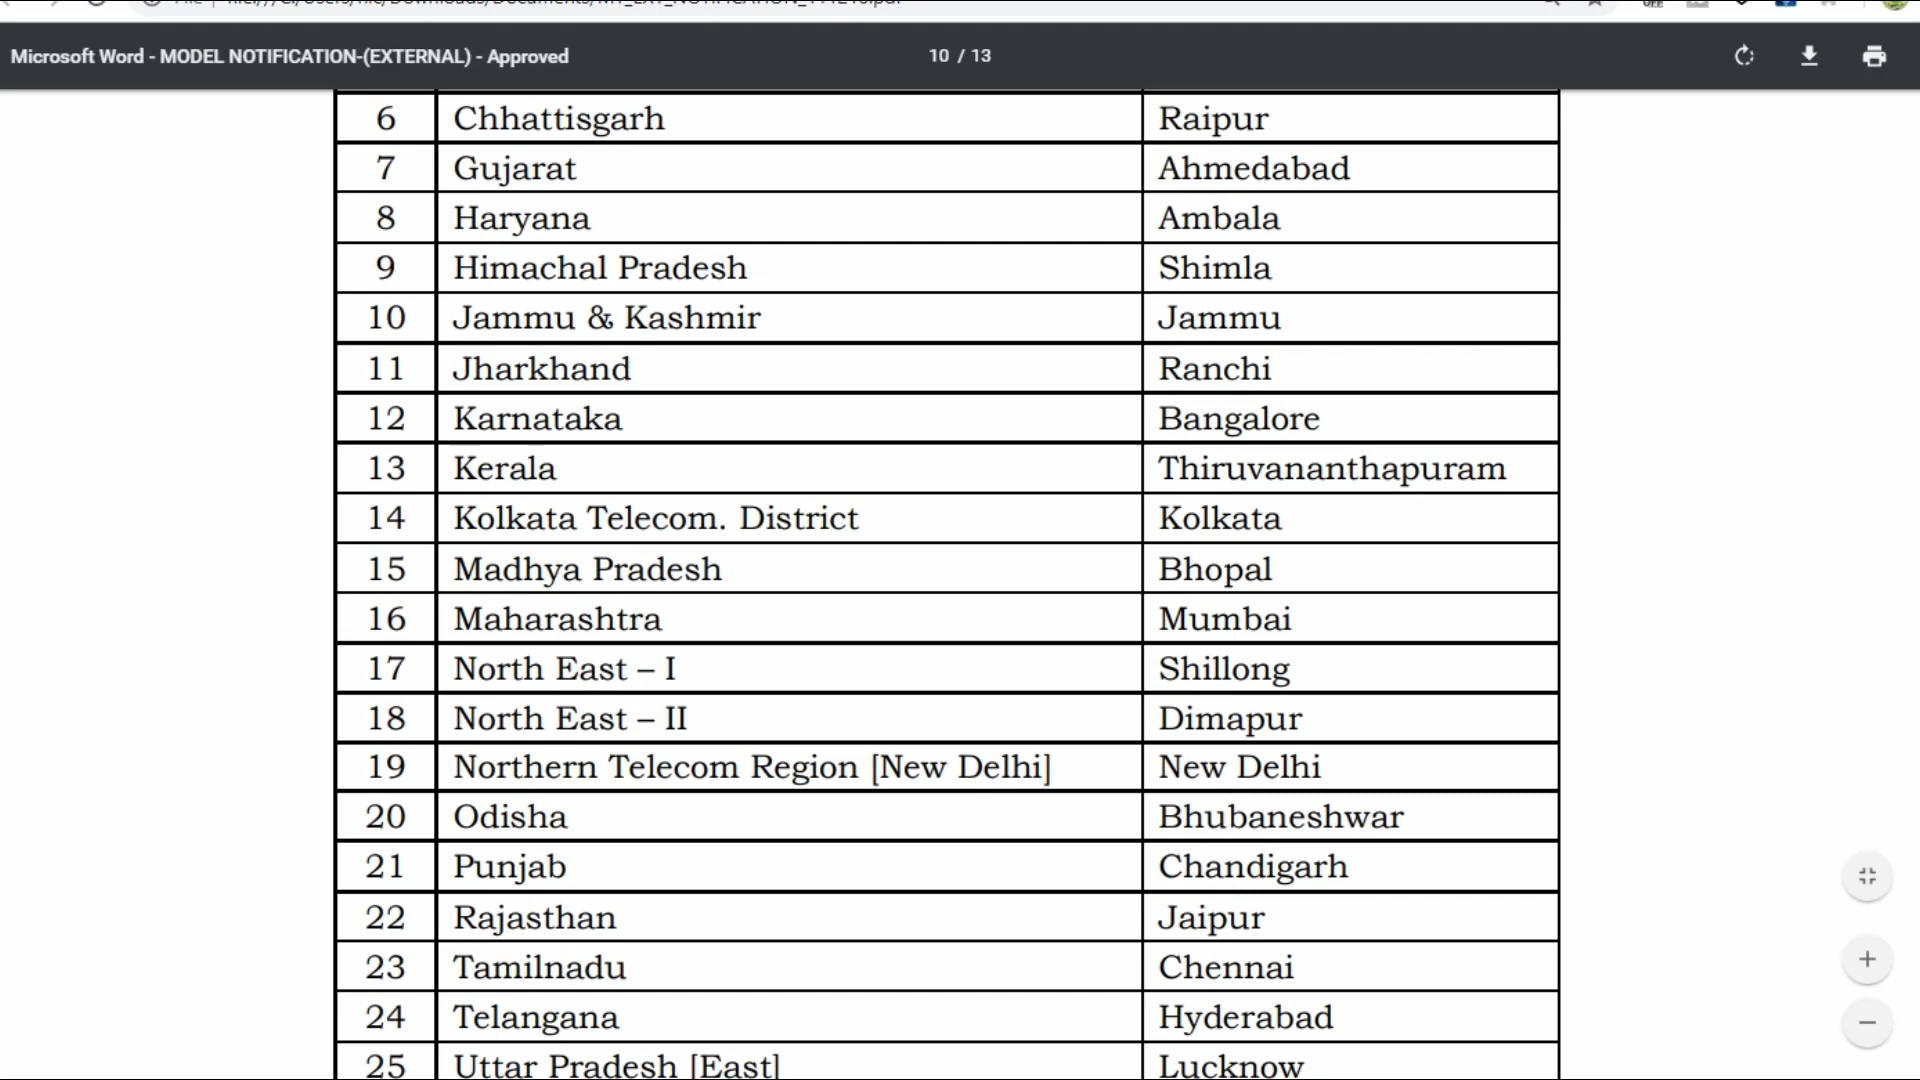 Microsoft Word - MODEL NOTIFICATION-(EXTERNAL) - Approved 10 / 13
6 Chhattisgarh Raipur
7 Gujarat Ahmedabad
8 Haryana Ambala
9 Himachal Pradesh Shimla
10 Jammu & Kashmir Jammu
11 Jharkhand Ranchi
12 Karnataka Bangalore
13 Kerala Thiruvananthapuram
14 Kolkata Telecom. District Kolkata
15 Madhya Pradesh Bhopal
16 Maharashtra Mumbai
17 North East – I Shillong
18 North East – II Dimapur
19 Northern Telecom Region [New Delhi] New Delhi
20 Odisha Bhubaneshwar
21 Punjab Chandigarh
22 Rajasthan Jaipur
23 Tamilnadu Chennai
24 Telangana Hyderabad
25 Uttar Pradesh [East] Lucknow